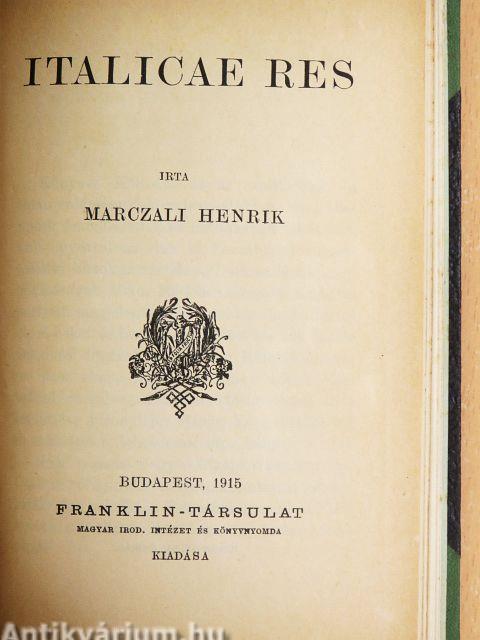 ITALICAE RES
IRTA
MARCZALI HENRIK
BUDAPEST, 1915
FRANKLIN-TÁRSULAT
MAGYAR IROD. INTÉZET ÉS KÖNYVNYOMDA
KIADÁSA
Antikvárium.hu